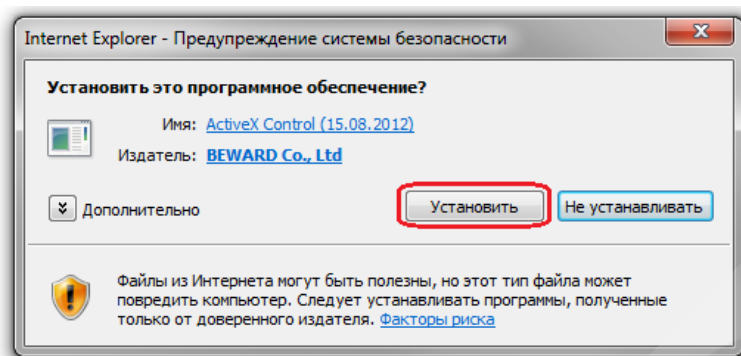 Internet Explorer - Предупреждение системы безопасности
Установить это программное обеспечение?
Имя: ActiveX Control (15.08.2012)
Издатель: BEWARD Co., Ltd
Дополнительно
Установить
Не устанавливать
Файлы из Интернета могут быть полезны, но этот тип файла может
повредить компьютер. Следует устанавливать программы, полученные
только от доверенного издателя. Факторы риска